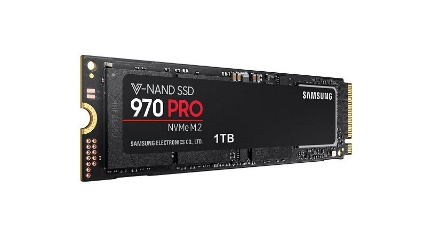 V-NAND SSD
970 PRO
NVMe M.2
SAMSUNG ELECTRONICS CO., LTD.
1TB
SAMSUNG